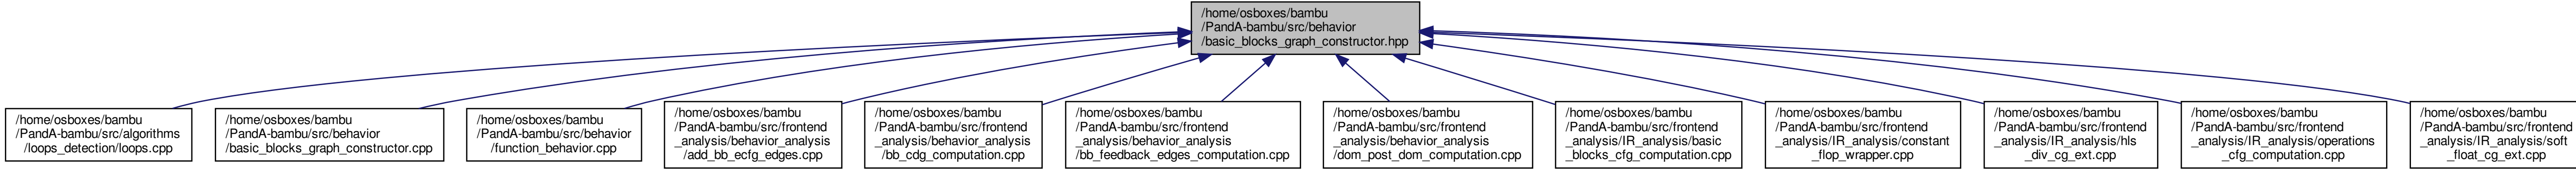 /home/osboxes/bambu
/PandA-bambu/src/behavior
/basic_blocks_graph_constructor.hpp
/home/osboxes/bambu
/PandA-bambu/src/algorithms
/loops_detection/loops.cpp
/home/osboxes/bambu
/PandA-bambu/src/behavior
/basic_blocks_graph_constructor.cpp
/home/osboxes/bambu
/PandA-bambu/src/behavior
/function_behavior.cpp
/home/osboxes/bambu
/PandA-bambu/src/frontend
_analysis/behavior_analysis
/add_bb_ecfg_edges.cpp
/home/osboxes/bambu
/PandA-bambu/src/frontend
_analysis/behavior_analysis
/bb_cdg_computation.cpp
/home/osboxes/bambu
/PandA-bambu/src/frontend
_analysis/behavior_analysis
/bb_feedback_edges_computation.cpp
/home/osboxes/bambu
/PandA-bambu/src/frontend
_analysis/behavior_analysis
/dom_post_dom_computation.cpp
/home/osboxes/bambu
/PandA-bambu/src/frontend
_analysis/IR_analysis/basic
_blocks_cfg_computation.cpp
/home/osboxes/bambu
/PandA-bambu/src/frontend
_analysis/IR_analysis/constant
_flop_wrapper.cpp
/home/osboxes/bambu
/PandA-bambu/src/frontend
_analysis/IR_analysis/hls
_div_cg_ext.cpp
/home/osboxes/bambu
/PandA-bambu/src/frontend
_analysis/IR_analysis/operations
_cfg_computation.cpp
/home/osboxes/bambu
/PandA-bambu/src/frontend
_analysis/IR_analysis/soft
_float_cg_ext.cpp